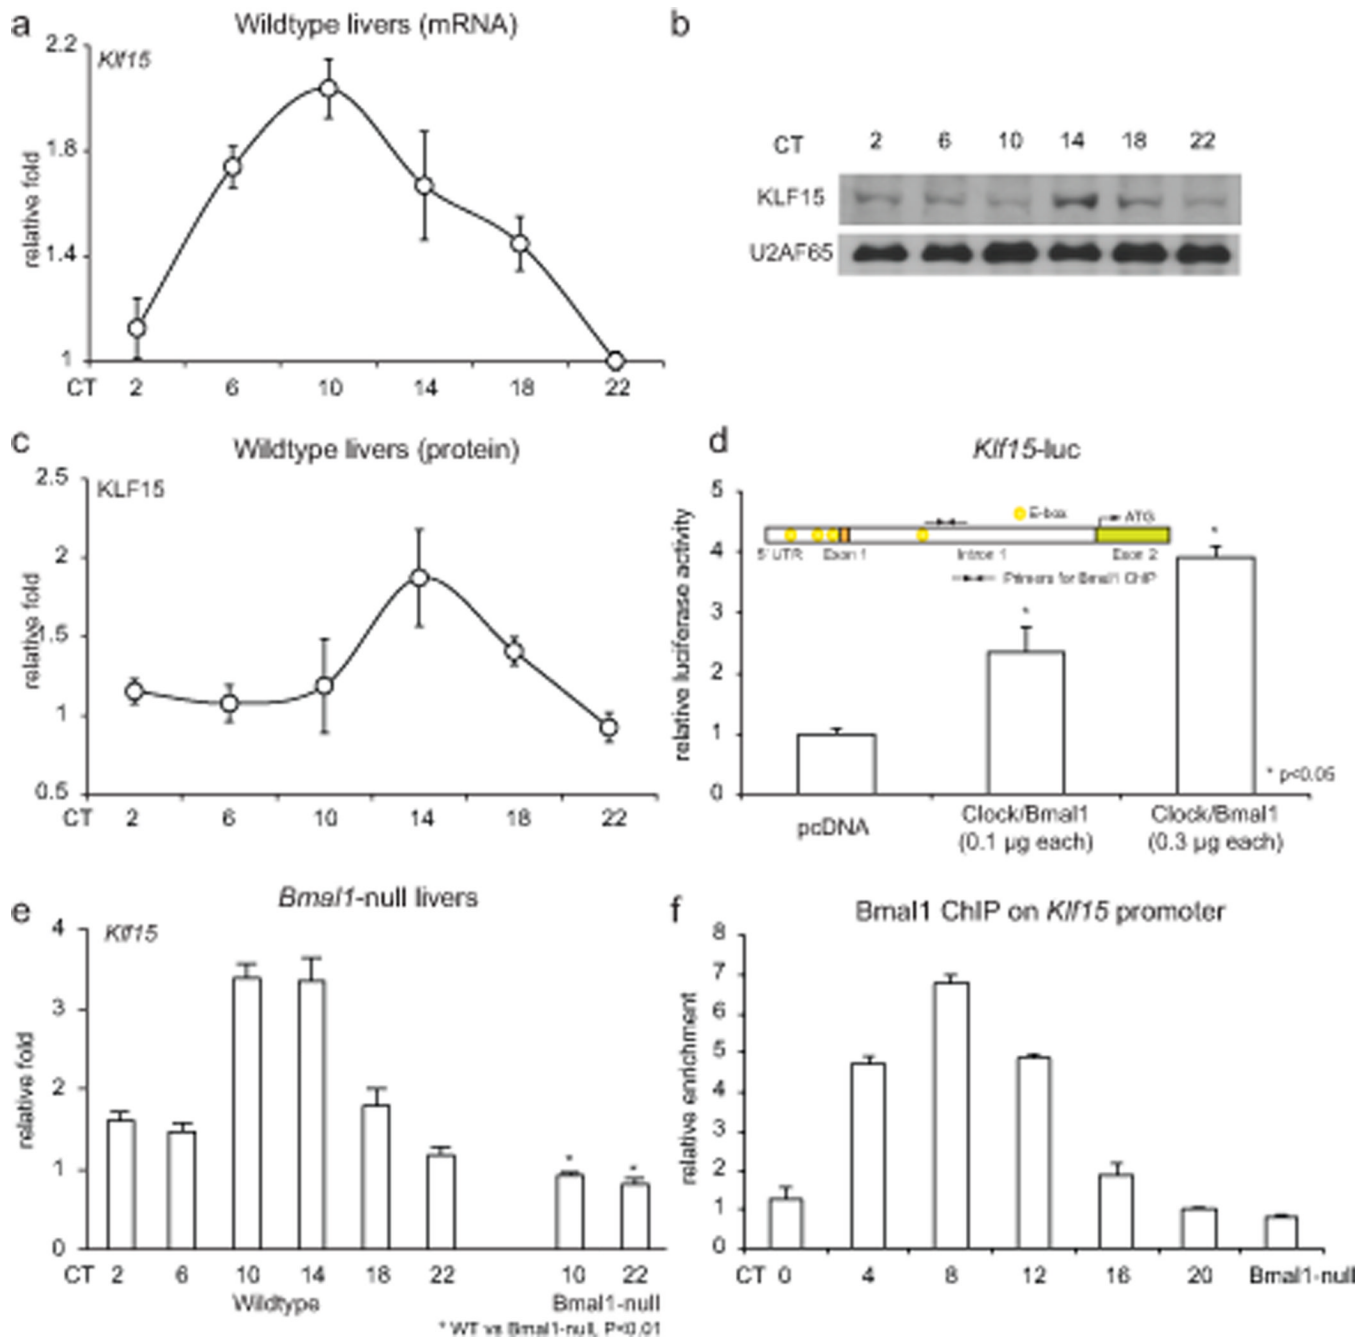 a
Wildtype livers (mRNA)
Klf15
2.2
1.8
1.4
1
relative fold
CT 2 6 10 14 18 22
b
CT 2 6 10 14 18 22
KLF15
U2AF65
c
Wildtype livers (protein)
KLF15
2.5
2
1.5
1
0.5
relative fold
CT 2 6 10 14 18 22
d
Klf15-luc
5
4
3
2
1
0
relative luciferase activity
E-box
ATG
5' UTR Exon 1 Intron 1 Exon 2
Primers for Bmal1 ChIP
*
*
* p<0.05
pcDNA
Clock/Bmal1
(0.1 µg each)
Clock/Bmal1
(0.3 µg each)
e
Bmal1-null livers
Klf15
4
3
2
1
0
relative fold
* *
CT 2 6 10 14 18 22 10 22
Wildtype Bmal1-null
* WT vs Bmal1-null, P<0.01
f
Bmal1 ChIP on Klf15 promoter
8
7
6
5
4
3
2
1
0
relative enrichment
CT 0 4 8 12 16 20 Bmal1-null